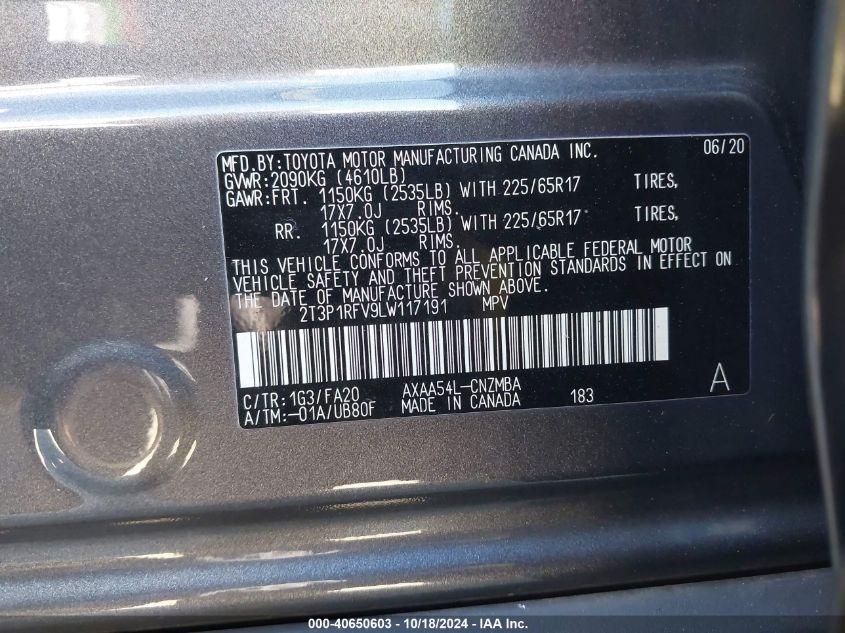 MFD.BY:TOYOTA MOTOR MANUFACTURING CANADA INC. 06/20
GVWR:2090KG (4610LB)
GAWR:FRT. 1150KG (2535LB) WITH 225/65R17 TIRES,
17X7.0J RIMS.
RR. 1150KG (2535LB) WITH 225/65R17 TIRES,
17X7.0J RIMS.
THIS VEHICLE CONFORMS TO ALL APPLICABLE FEDERAL MOTOR
VEHICLE SAFETY AND THEFT PREVENTION STANDARDS IN EFFECT ON
THE DATE OF MANUFACTURE SHOWN ABOVE.
2T3P1RFV9LW117191 MPV
C/TR:1G3/FA20 AXAA54L-CNZMBA A
A/TM:-01A/UB80F MADE IN CANADA 183
000-40650603 - 10/18/2024 - IAA Inc.